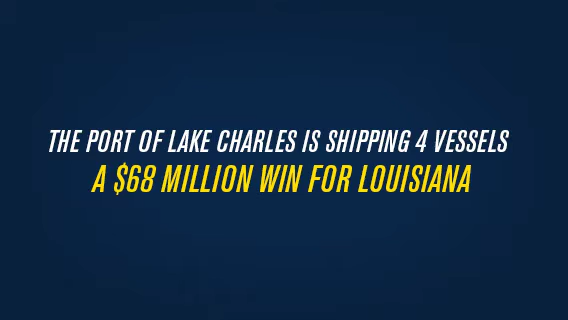 THE PORT OF LAKE CHARLES IS SHIPPING 4 VESSELS
A $68 MILLION WIN FOR LOUISIANA